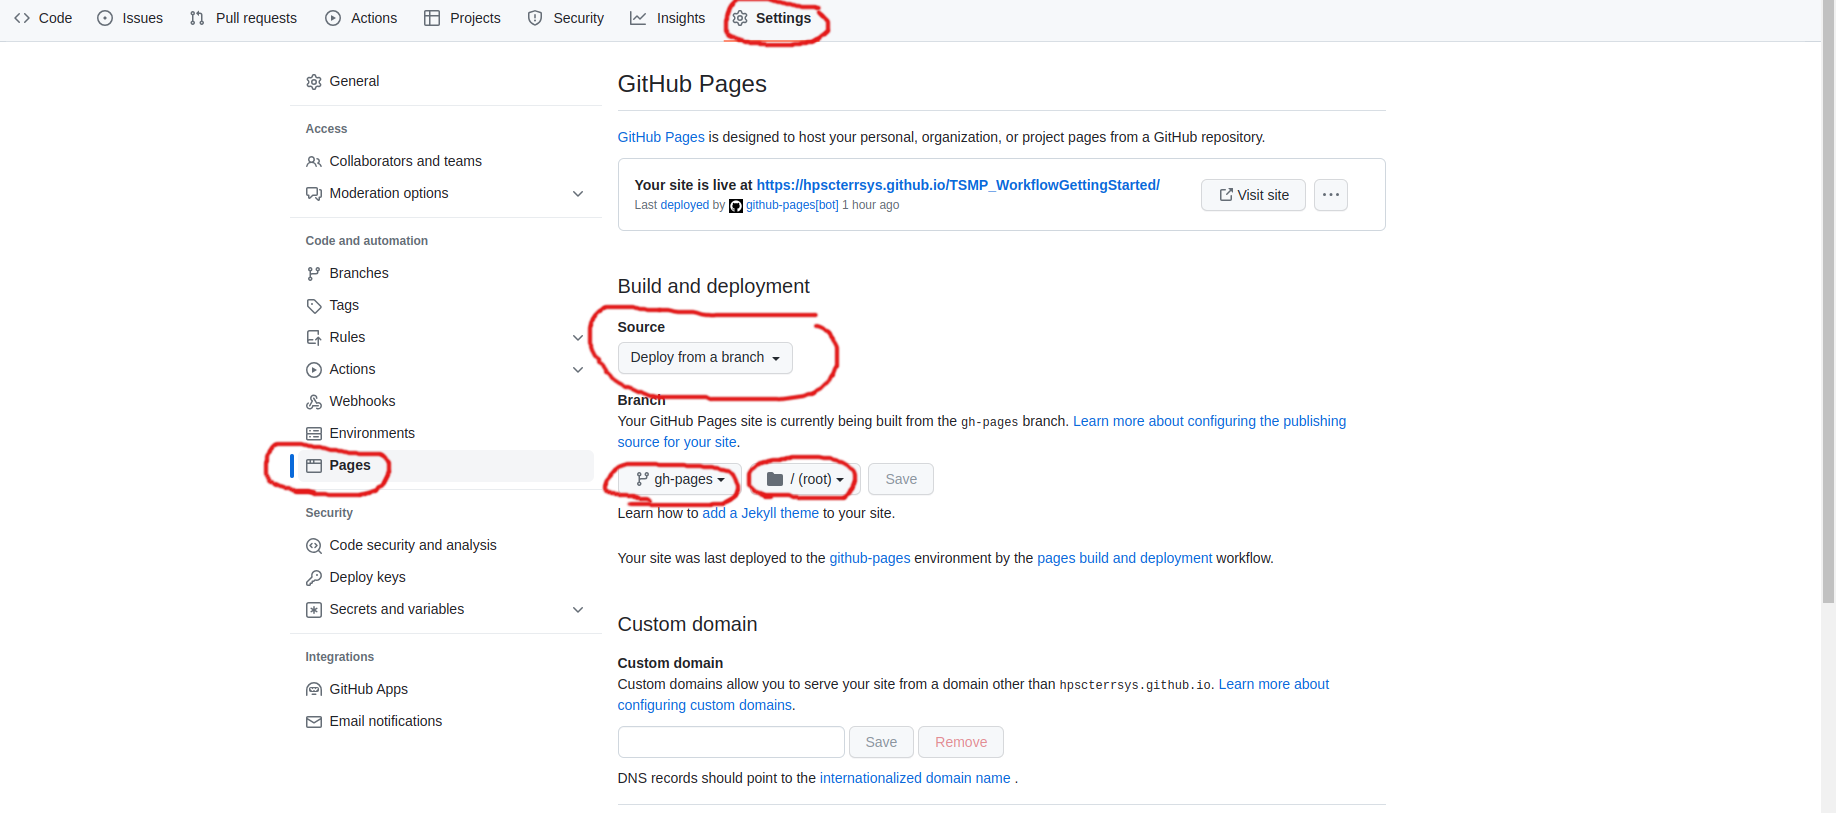 Code Issues Pull requests Actions Projects Security Insights Settings
General
Access
Collaborators and teams
Moderation options
Code and automation
Branches
Tags
Rules
Actions
Webhooks
Environments
Pages
Security
Code security and analysis
Deploy keys
Secrets and variables
Integrations
GitHub Apps
Email notifications
GitHub Pages
GitHub Pages is designed to host your personal, organization, or project pages from a GitHub repository.
Your site is live at https://hpscterrsys.github.io/TSMP_WorkflowGettingStarted/
Last deployed by github-pages[bot] 1 hour ago
Visit site
Build and deployment
Source
Deploy from a branch
Branch
Your GitHub Pages site is currently being built from the gh-pages branch. Learn more about configuring the publishing
source for your site.
gh-pages / (root) Save
Learn how to add a Jekyll theme to your site.
Your site was last deployed to the github-pages environment by the pages build and deployment workflow.
Custom domain
Custom domain
Custom domains allow you to serve your site from a domain other than hpscterrsys.github.io. Learn more about
configuring custom domains.
Save Remove
DNS records should point to the internationalized domain name .